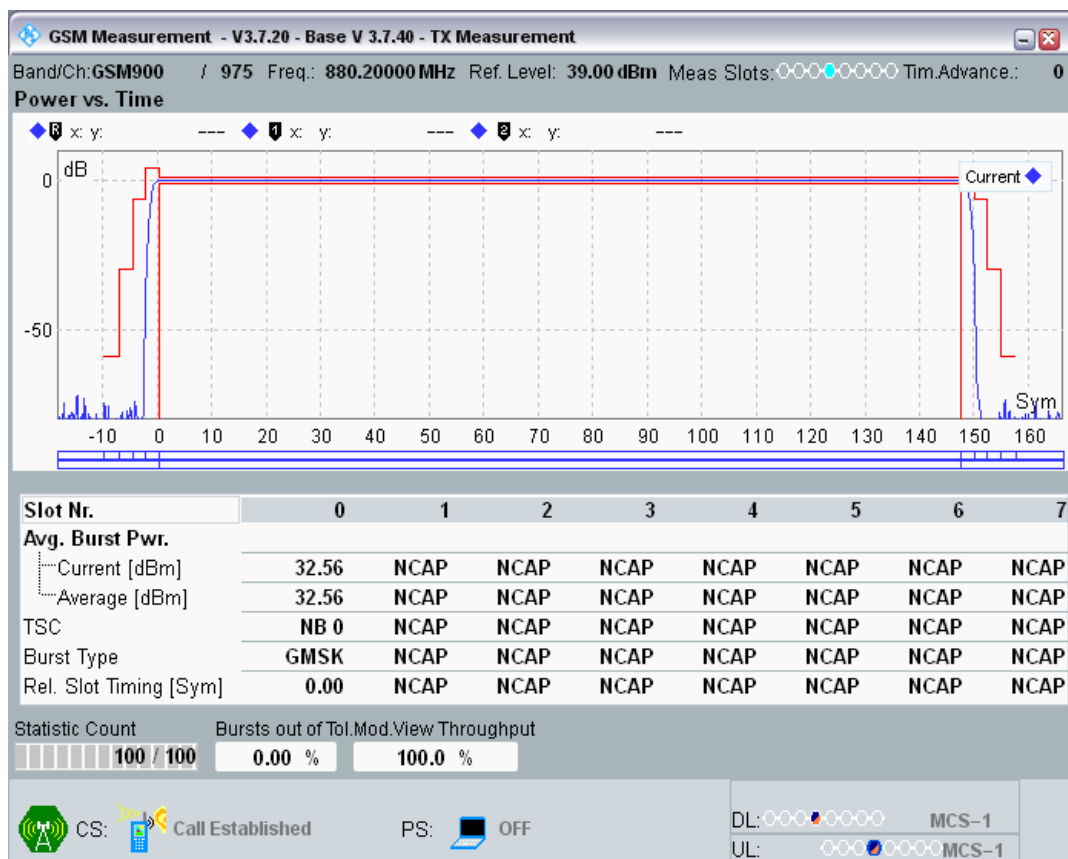 GSM Measurement - V3.7.20 - Base V 3.7.40 - TX Measurement
Band/Ch:GSM900 / 975 Freq.: 880.20000 MHz Ref. Level: 39.00 dBm Meas Slots: Tim.Advance.: 0
Power vs. Time
R x: y: --- 1 x: y: --- 2 x: y: ---
dB
Current
0
-50
Sym
-10 0 10 20 30 40 50 60 70 80 90 100 110 120 130 140 150 160
Slot Nr. 0 1 2 3 4 5 6 7
Avg. Burst Pwr.
Current [dBm] 32.56 NCAP NCAP NCAP NCAP NCAP NCAP NCAP
Average [dBm] 32.56 NCAP NCAP NCAP NCAP NCAP NCAP NCAP
TSC NB 0 NCAP NCAP NCAP NCAP NCAP NCAP NCAP
Burst Type GMSK NCAP NCAP NCAP NCAP NCAP NCAP NCAP
Rel. Slot Timing [Sym] 0.00 NCAP NCAP NCAP NCAP NCAP NCAP NCAP
Statistic Count Bursts out of Tol. Mod.View Throughput
100 / 100 0.00 % 100.0 %
CS: Call Established PS: OFF
DL: MCS-1
UL: MCS-1